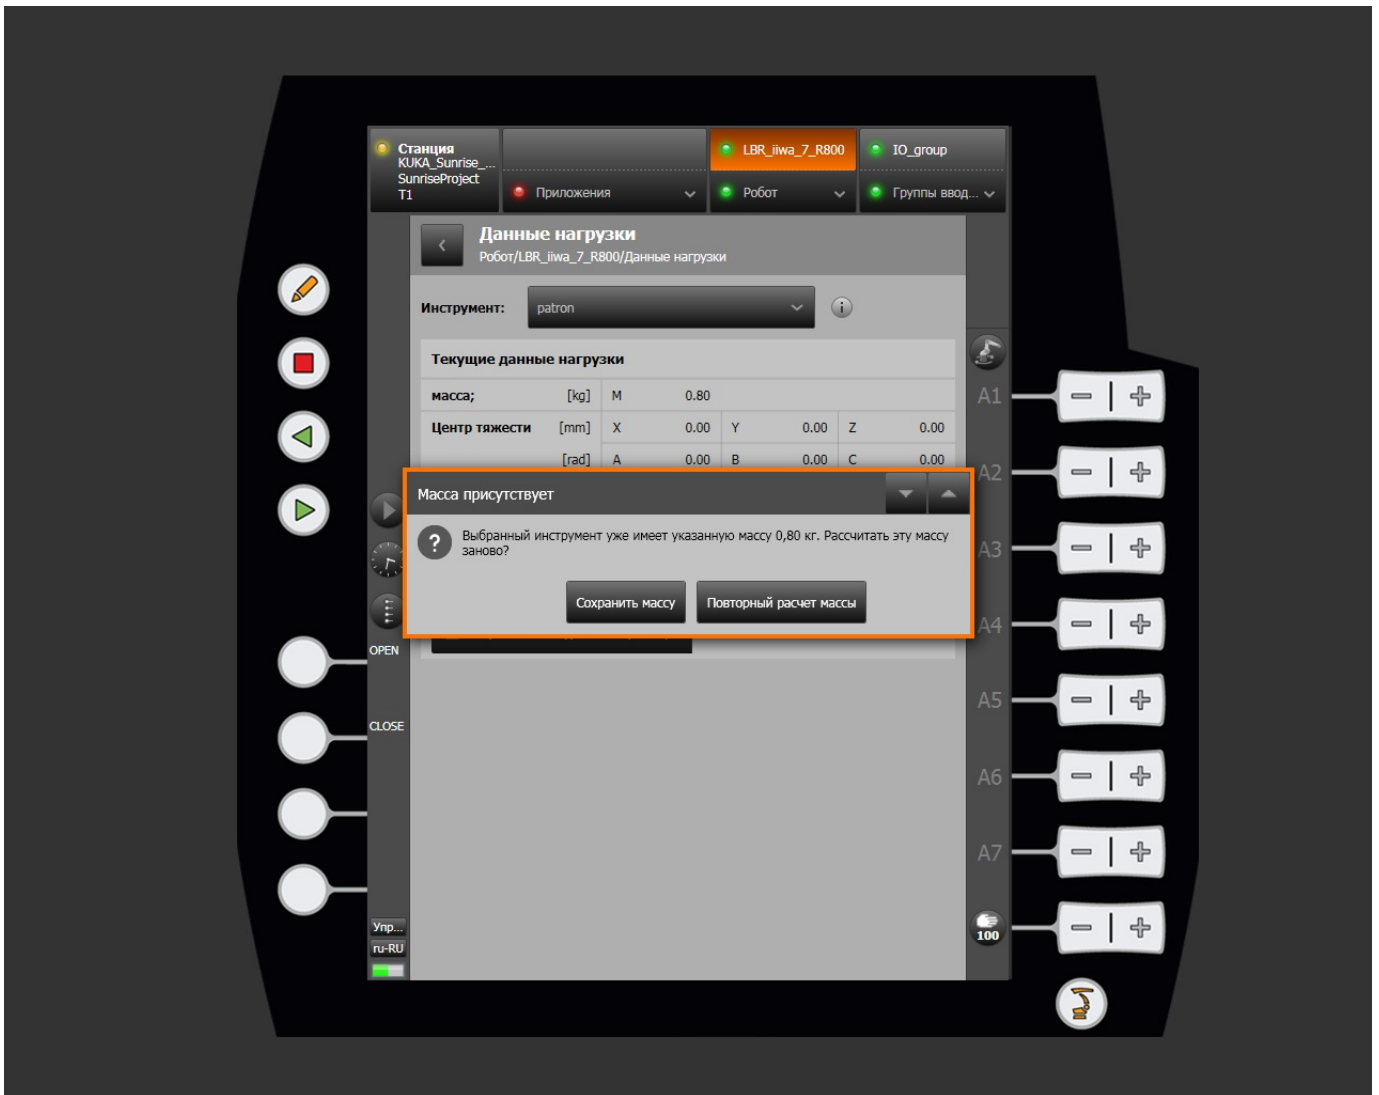 Станция
KUKA_Sunrise_...
SunriseProject
T1
Приложения
LBR_iiwa_7_R800
Робот
IO_group
Группы ввод...
Данные нагрузки
Робот/LBR_iiwa_7_R800/Данные нагрузки
Инструмент: patron
i
Текущие данные нагрузки
масса; [kg] M 0.80
Центр тяжести [mm] X 0.00 Y 0.00 Z 0.00
[rad] A 0.00 B 0.00 C 0.00
Масса присутствует
?
Выбранный инструмент уже имеет указанную массу 0,80 кг. Рассчитать эту массу
заново?
Сохранить массу Повторный расчет массы
OPEN
CLOSE
Упр...
ru-RU
A1
A2
A3
A4
A5
A6
A7
100